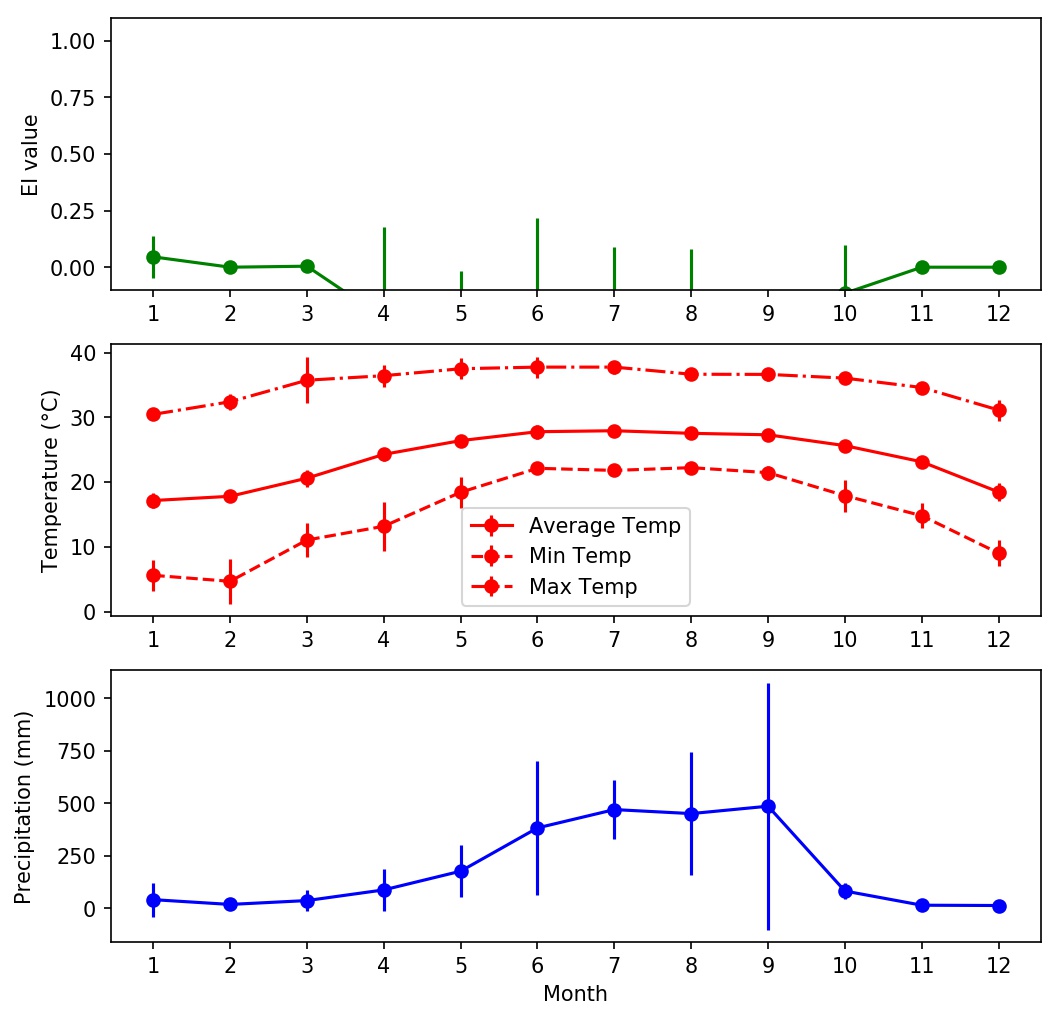 1.00
0.75
0.50
0.25
0.00
EI value
1 2 3 4 5 6 7 8 9 10 11 12
40
30
20
10
0
Temperature (°C)
Average Temp
Min Temp
Max Temp
1 2 3 4 5 6 7 8 9 10 11 12
1000
750
500
250
0
Precipitation (mm)
1 2 3 4 5 6 7 8 9 10 11 12
Month